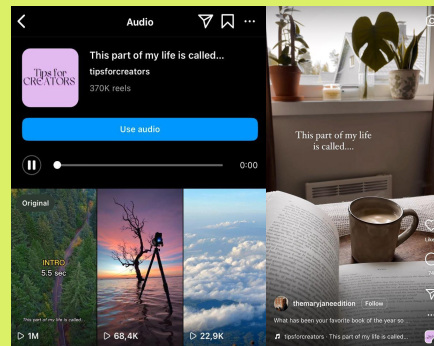 Audio
This part of my life is called...
tipsforcreators
370K reels
Tips for
CREATORS
Use audio
0:00
Original
INTRO
5.5 sec
This part of my life is called..
1M
68,4K
22,9K
This part of my life
is called....
Like
themaryjaneedition Follow
What has been your favorite book of the year so
tipsforcreators · This part of my life is called...